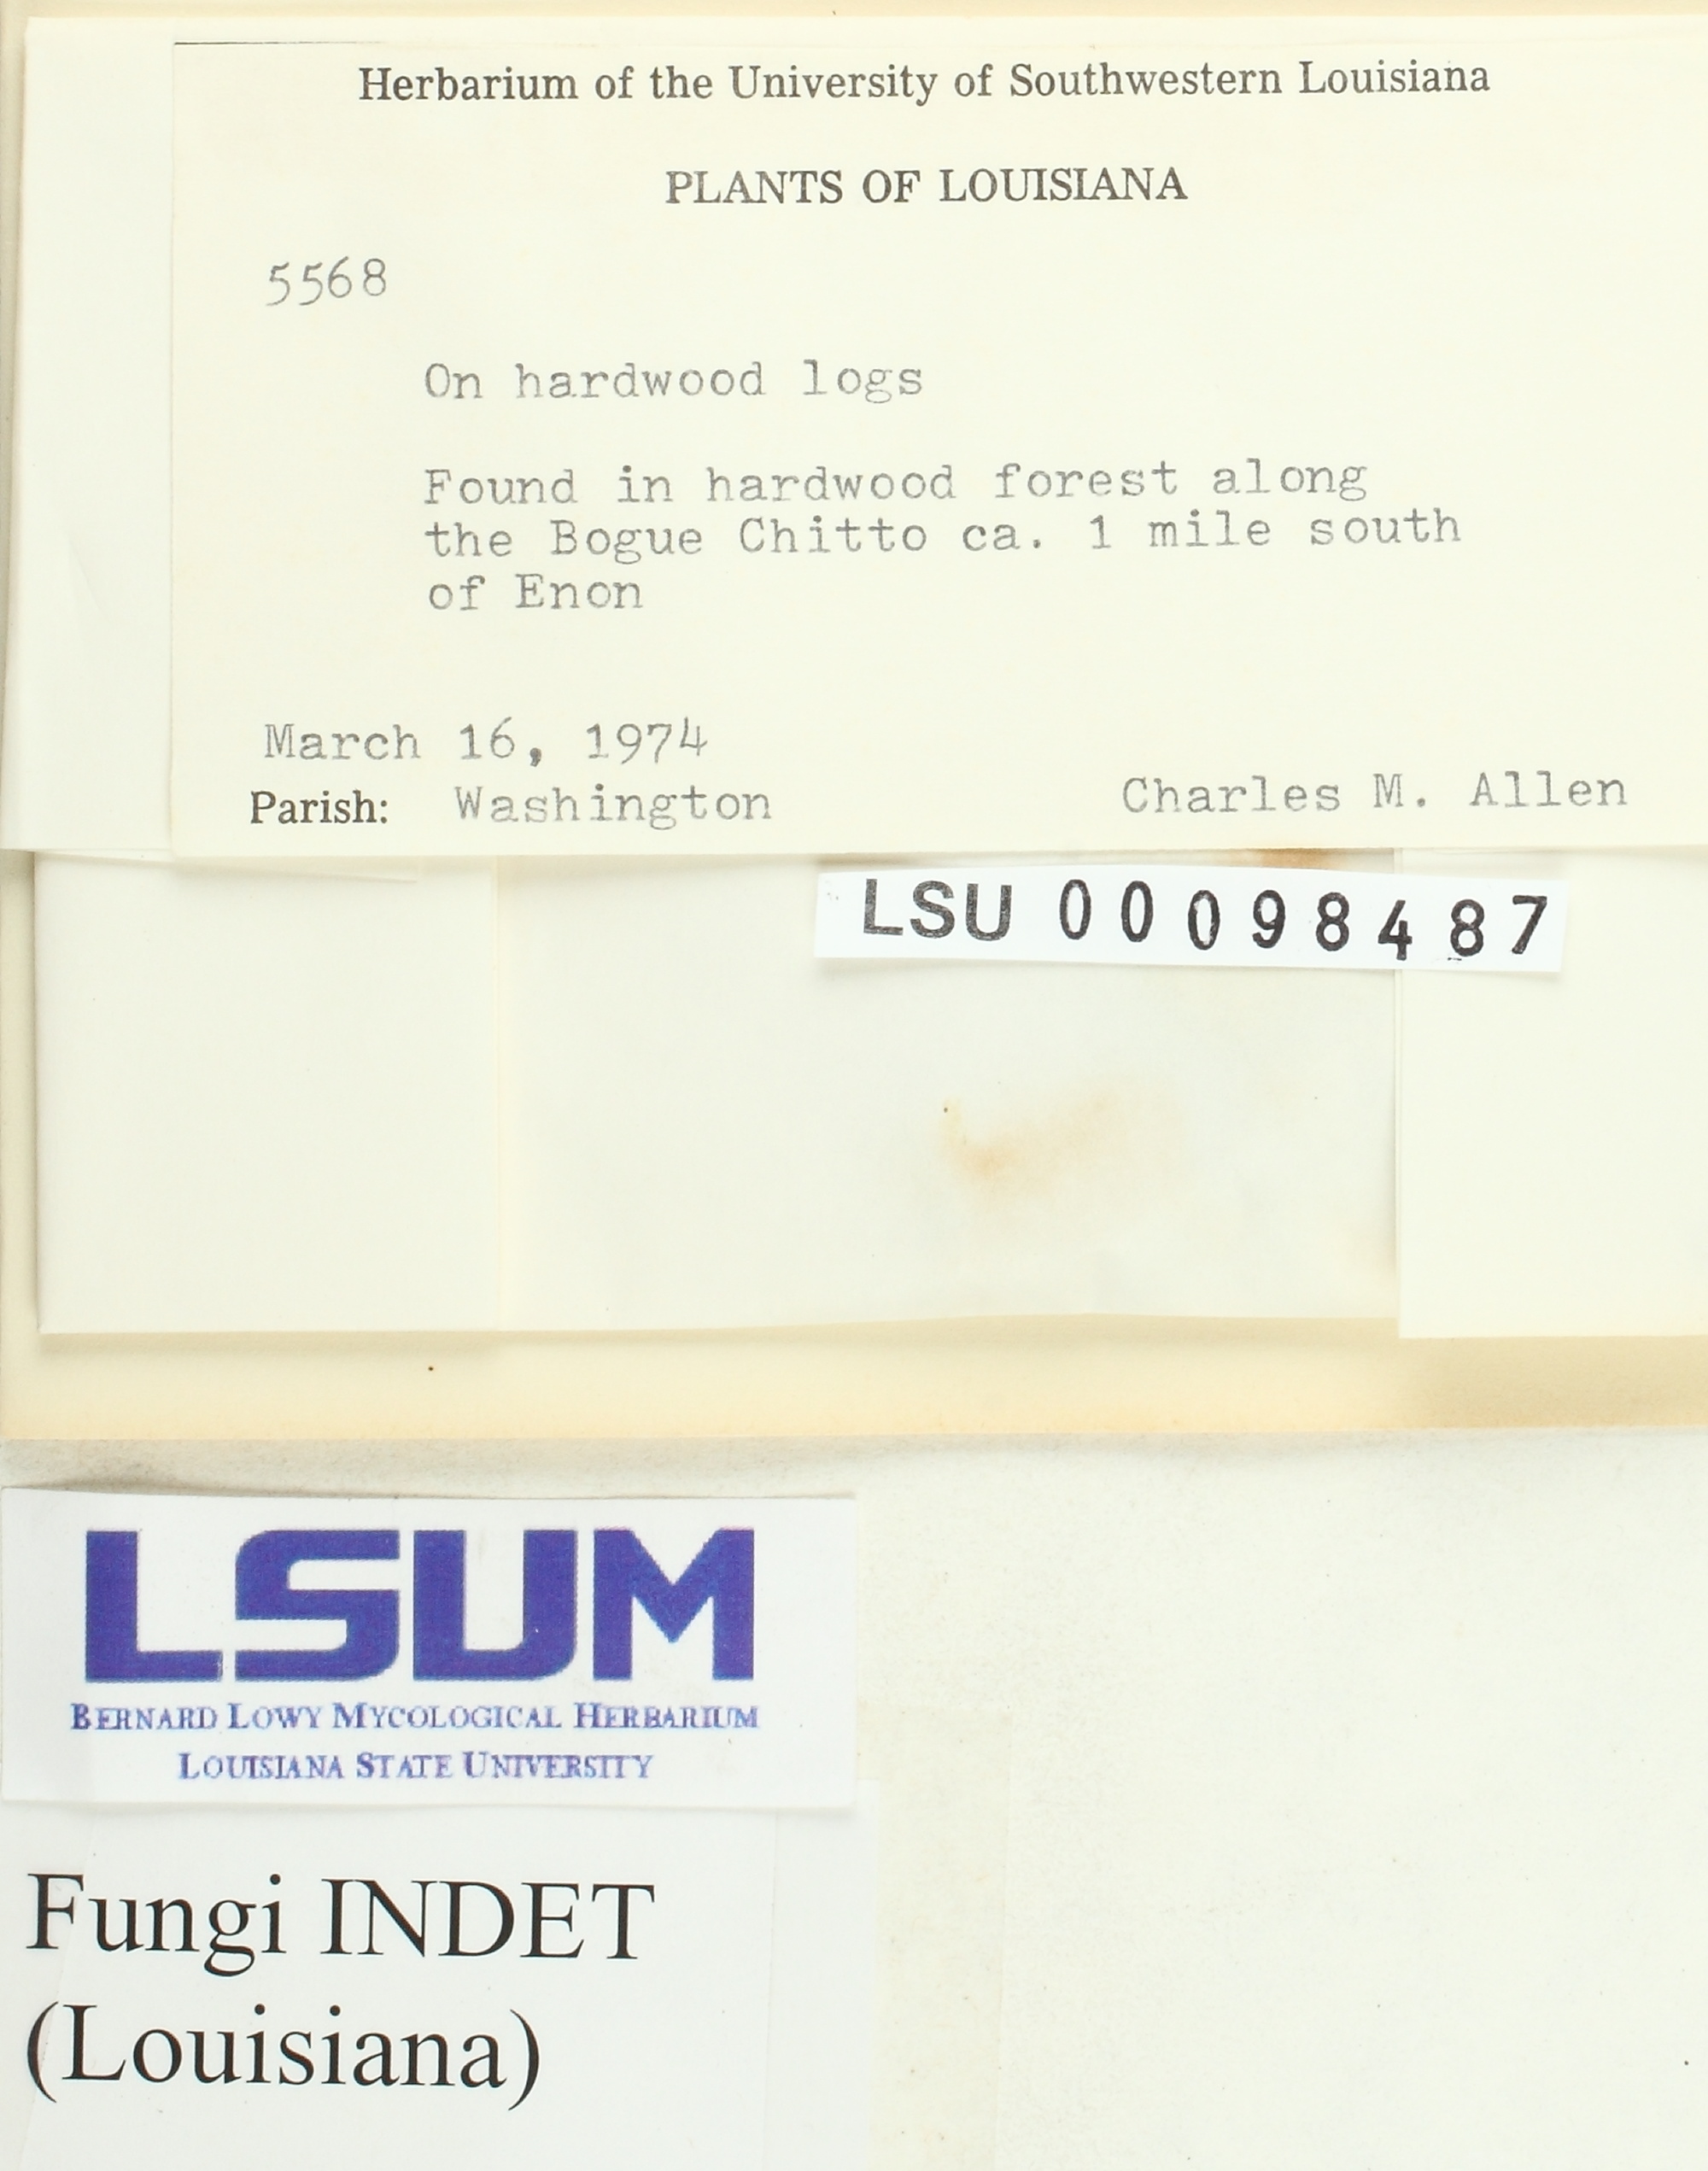 Herbarium of the University of Southwestern Louisiana
PLANTS OF LOUISIANA
5568
On hardwood logs
Found in hardwood forest along
the Bogue Chitto ca. 1 mile south
of Enon
March 16, 1974
Parish: Washington
Charles M. Allen
LSU 00098487
LSUM
BERNARD LOWY MYCOLOGICAL HERBARIUM
LOUISIANA STATE UNIVERSITY
Fungi INDET
(Louisiana)